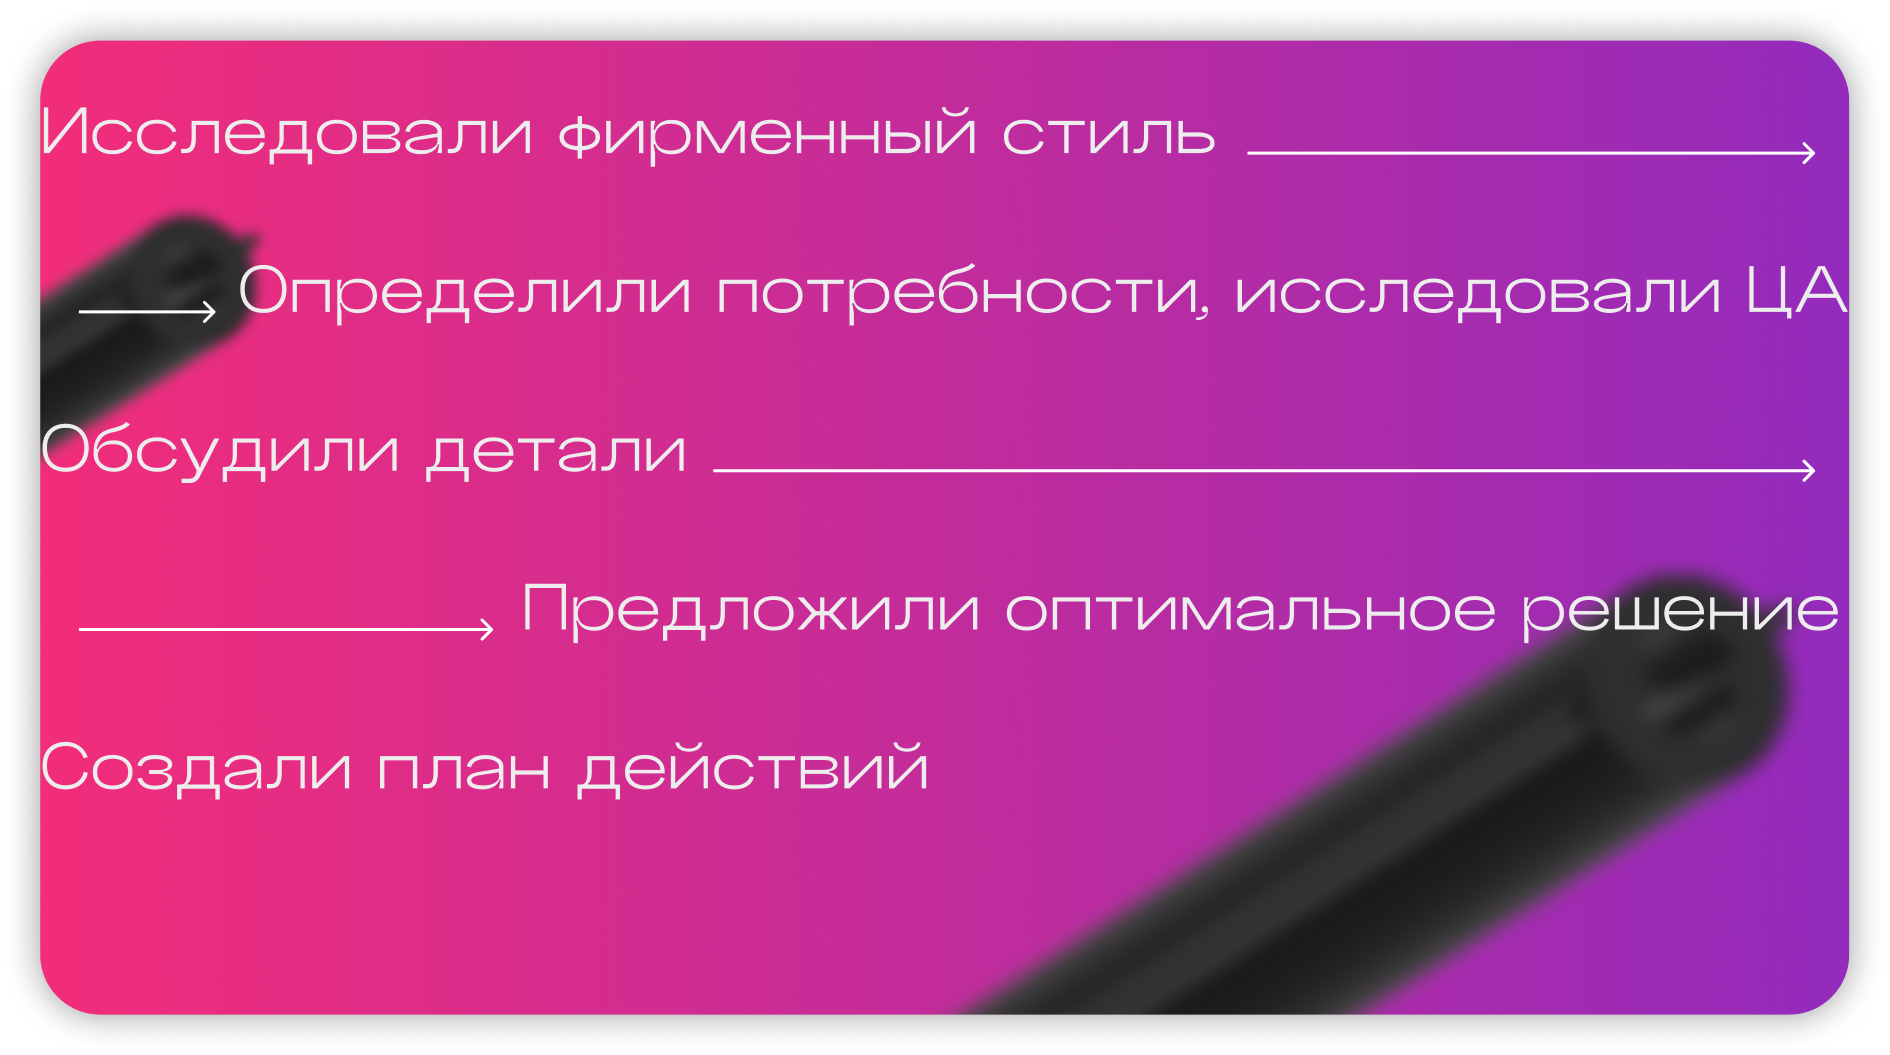 Исследовали фирменный стиль
Определили потребности, исследовали ЦА
Обсудили детали
Предложили оптимальное решение
Создали план действий